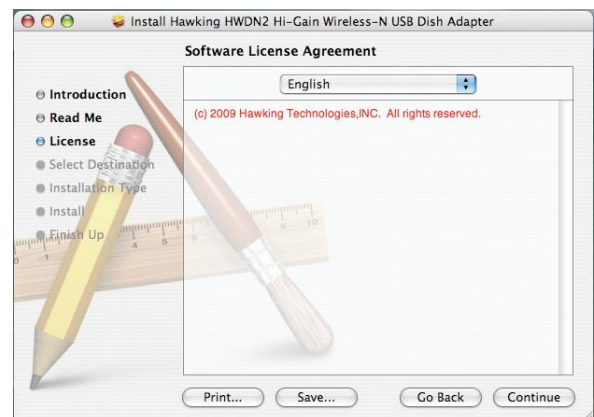 Install Hawking HWDN2 Hi-Gain Wireless-N USB Dish Adapter
Software License Agreement
Introduction
Read Me
License
Select Destination
Installation Type
Install
Finish Up
English
(c) 2009 Hawking Technologies,INC. All rights reserved.
Print...
Save...
Go Back
Continue